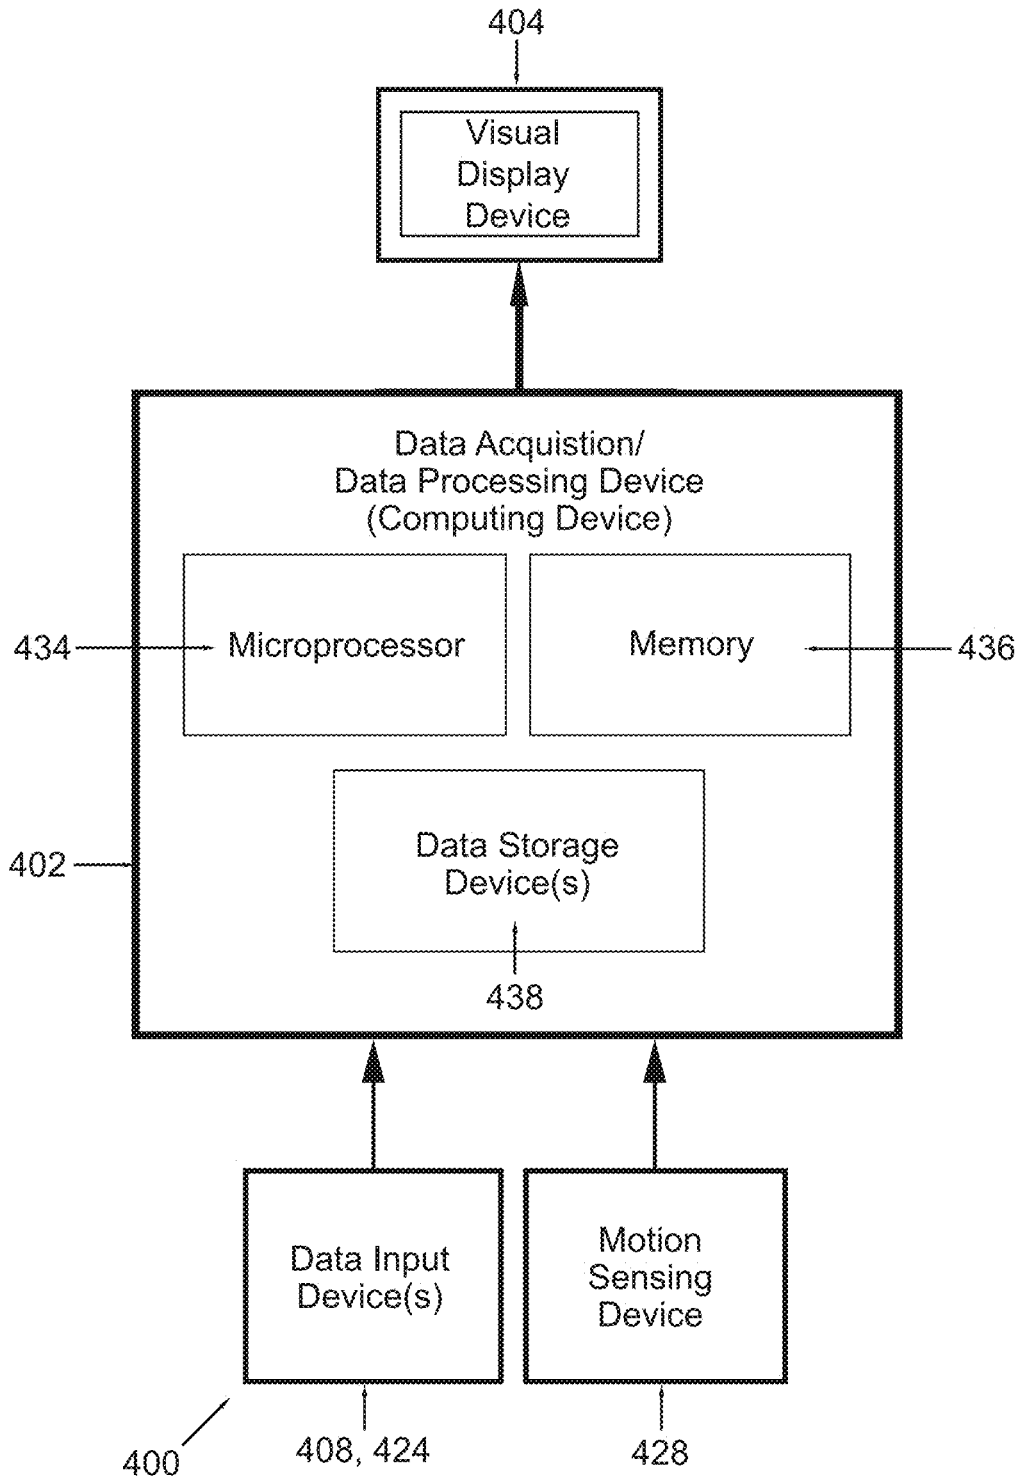 404
Visual
Display
Device
Data Acquistion/
Data Processing Device
(Computing Device)
434
Microprocessor
Memory
436
402
Data Storage
Device(s)
438
Data Input
Device(s)
Motion
Sensing
Device
400
408, 424
428